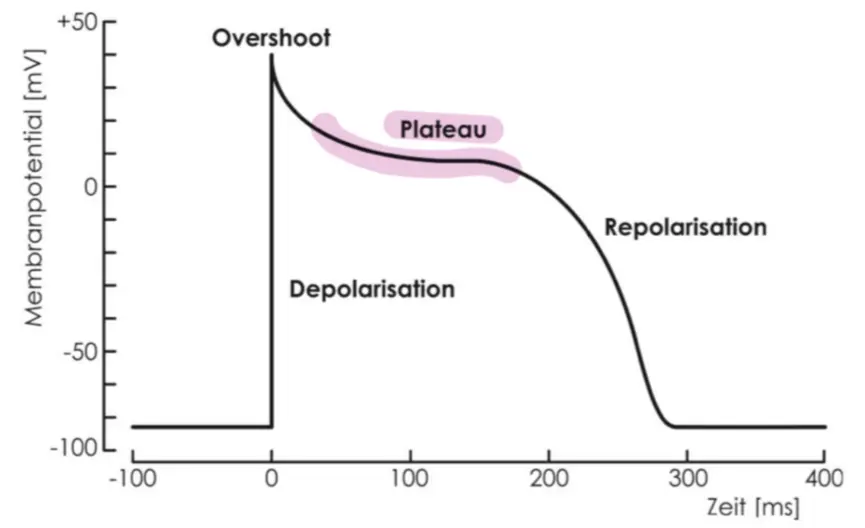 +50
Overshoot
Plateau
0
Repolarisation
Depolarisation
-50
-100
Membranpotential [mV]
-100 0 100 200 300 400
Zeit [ms]